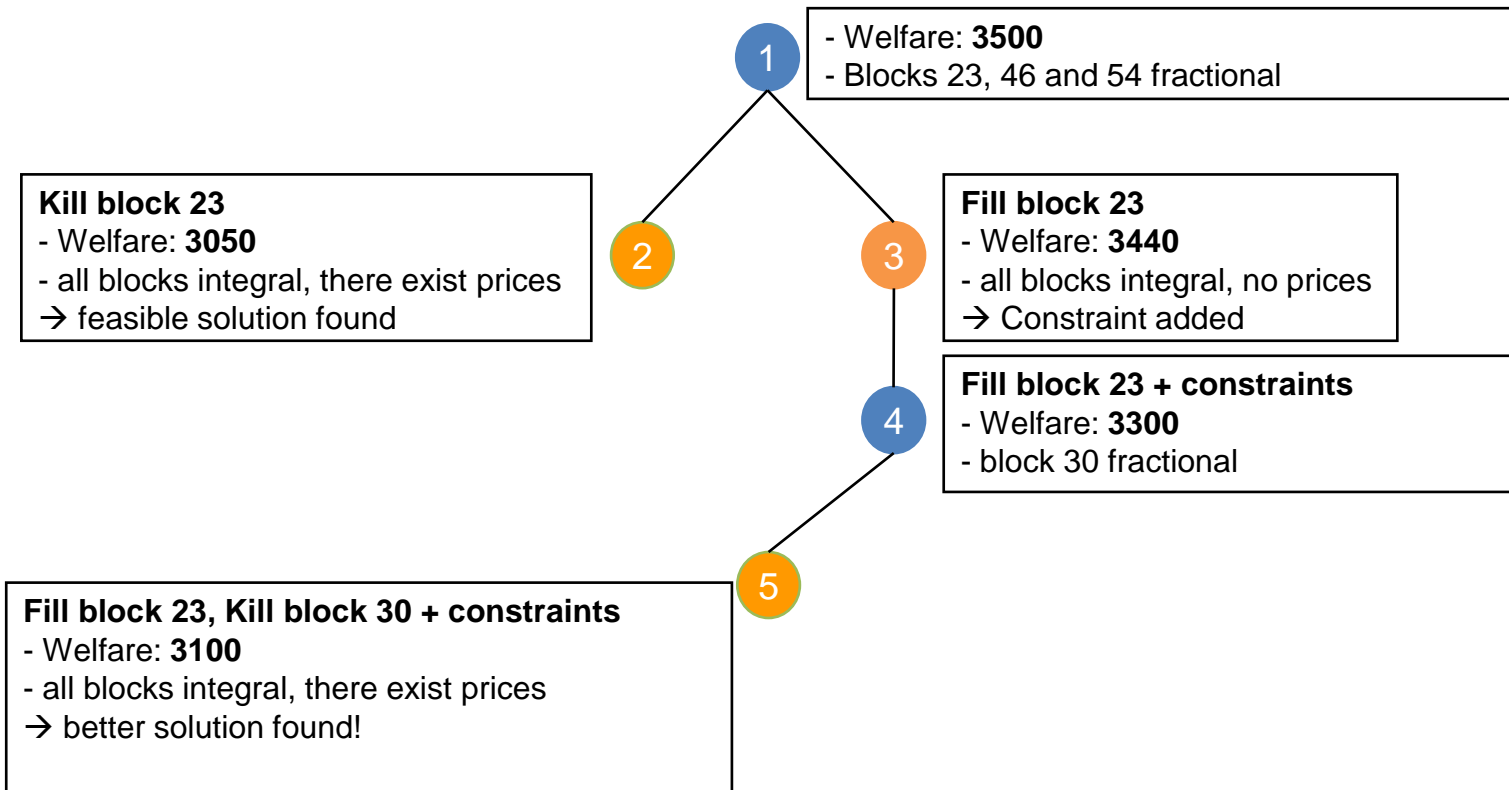 1
- Welfare: 3500
- Blocks 23, 46 and 54 fractional
Kill block 23
- Welfare: 3050
- all blocks integral, there exist prices
→ feasible solution found
2
3
Fill block 23
- Welfare: 3440
- all blocks integral, no prices
→ Constraint added
4
Fill block 23 + constraints
- Welfare: 3300
- block 30 fractional
5
Fill block 23, Kill block 30 + constraints
- Welfare: 3100
- all blocks integral, there exist prices
→ better solution found!